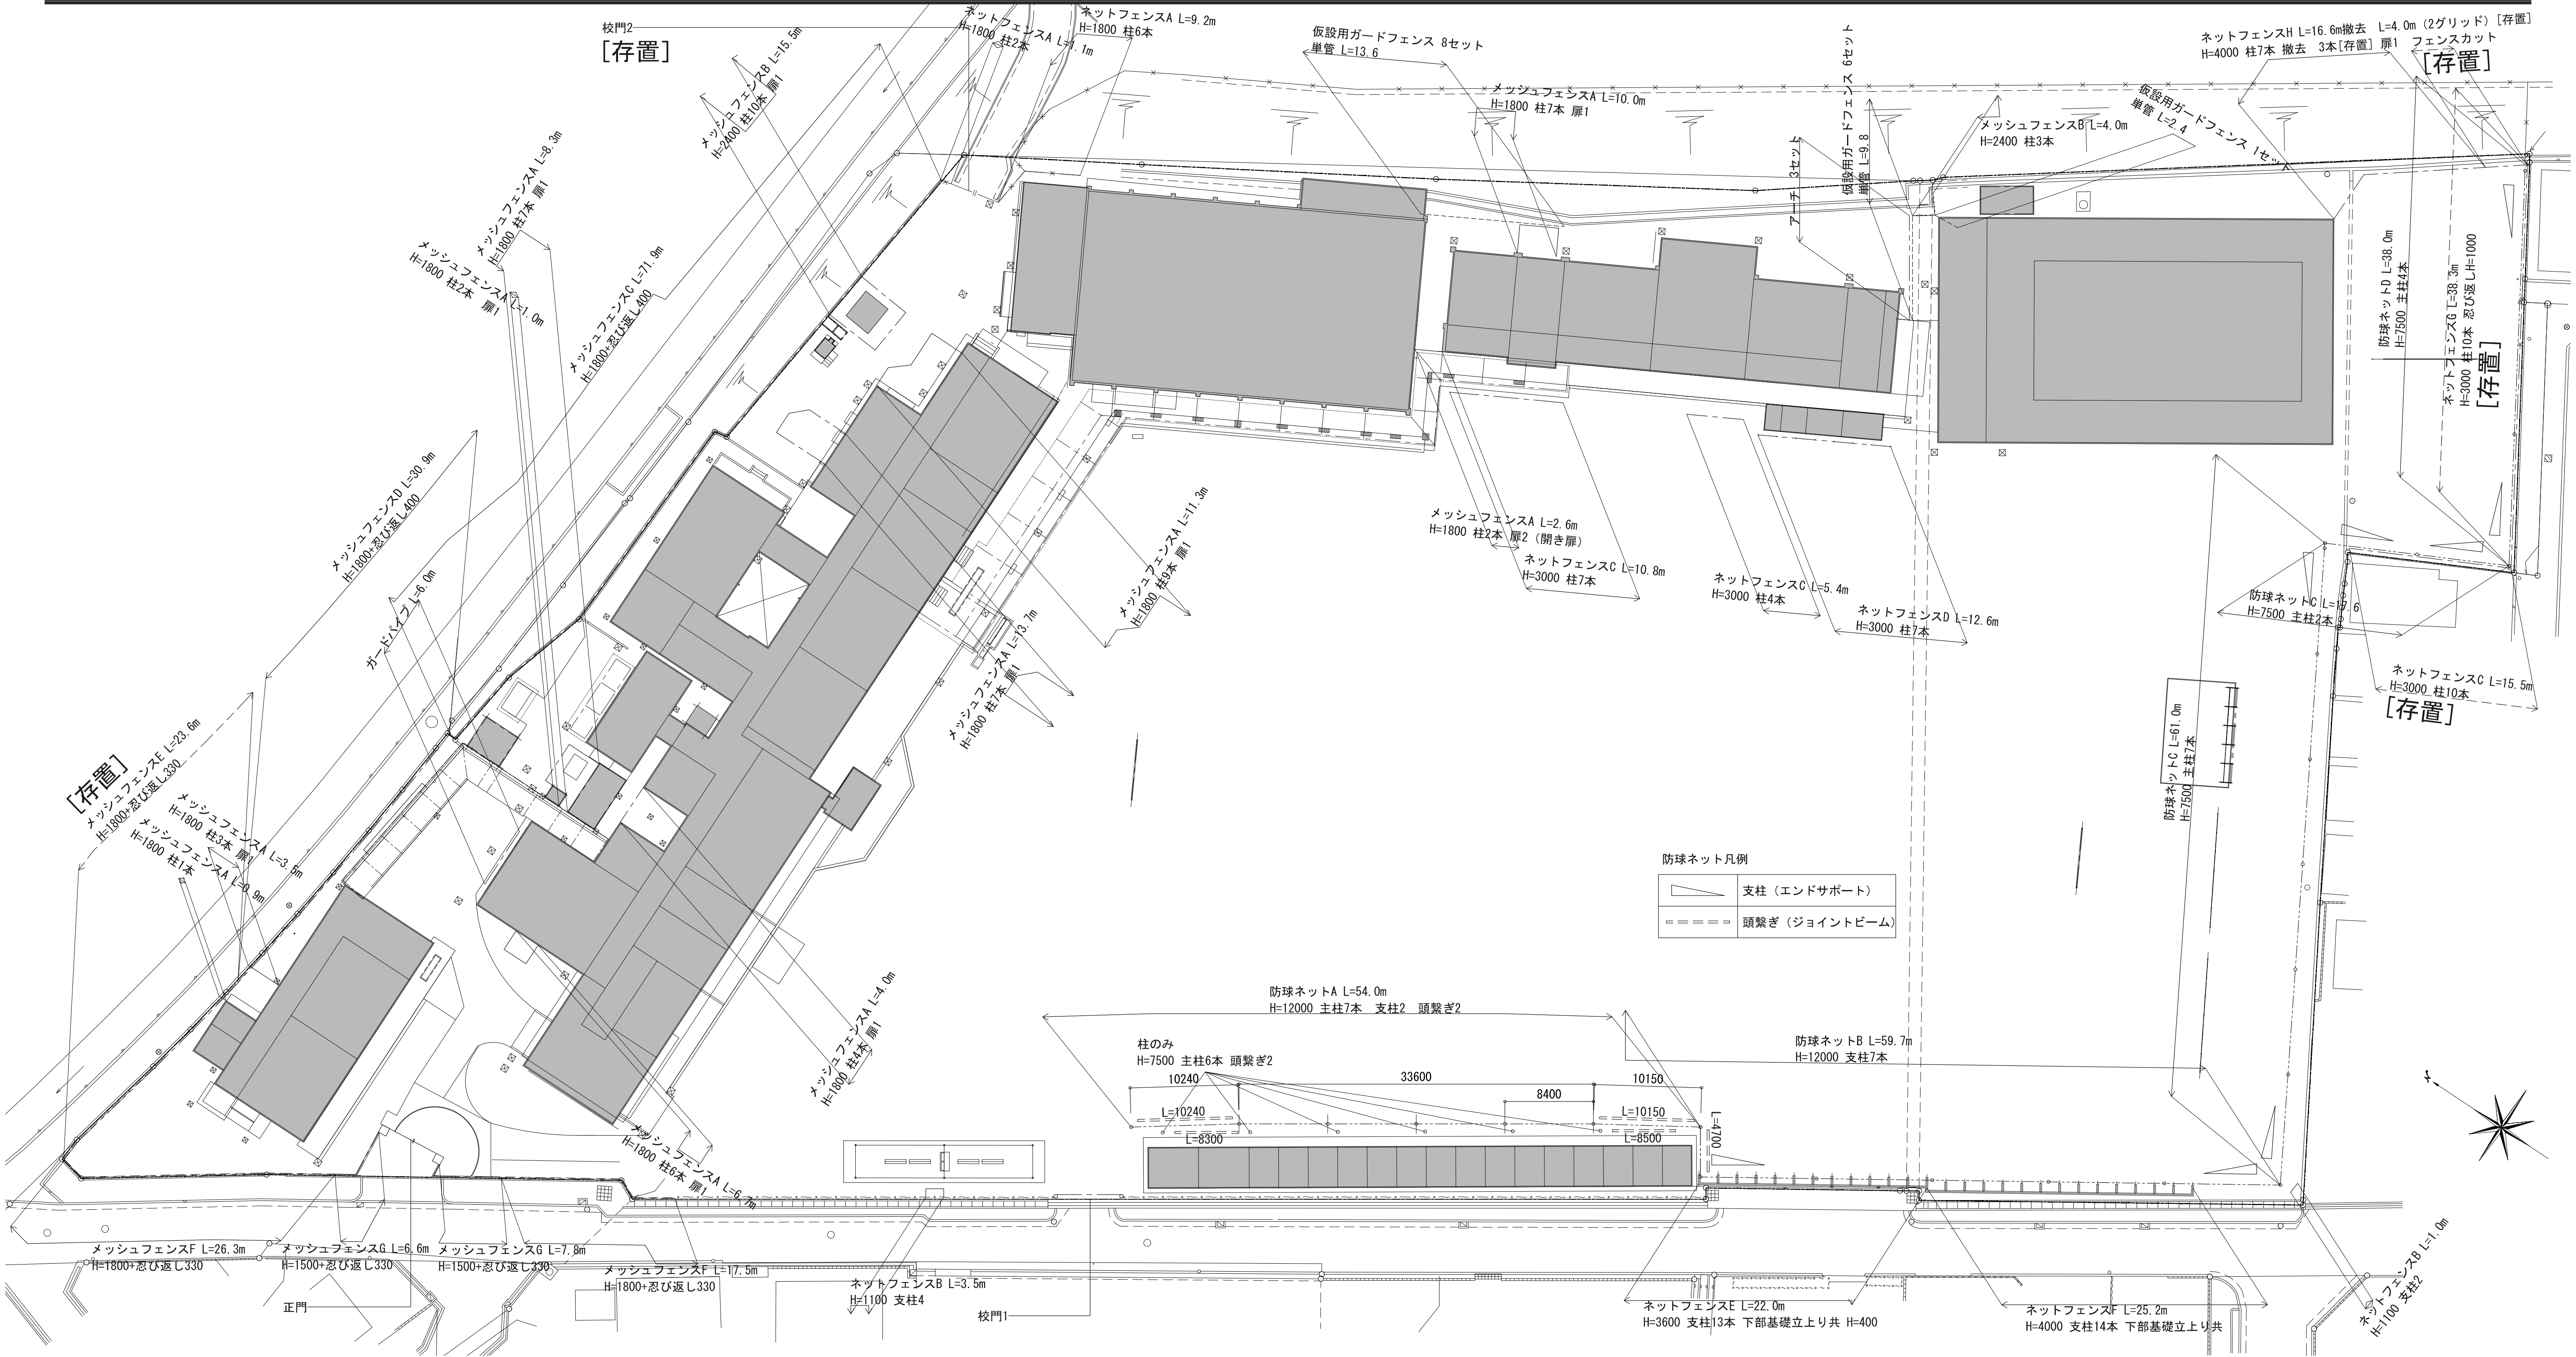 校門2
[存置]
ネットフェンスA L=1.1m
H=1800 柱2本
ネットフェンスA L=9.2m
H=1800 柱6本
仮設用ガードフェンス 8セット
単管 L=13.6
メッシュフェンスA L=10.0m
H=1800 柱7本 扉1
アーチ 3セット
仮設用ガードフェンス 6セット
単管 L=9.8
メッシュフェンスB L=4.0m
H=2400 柱3本
仮設用ガードフェンス 1セット
単管 L=2.4
ネットフェンスH L=16.6m撤去 L=4.0m（2グリッド）[存置]
H=4000 柱7本 撤去 3本[存置] 扉1 フェンスカット
[存置]
メッシュフェンスB L=15.5m
H=2400 柱10本 扉1
メッシュフェンスA L=8.3m
H=1800 柱7本 扉1
メッシュフェンスA L=1.0m
H=1800 柱2本 扉1
メッシュフェンスC L=71.9m
H=1800+忍び返し400
メッシュフェンスD L=30.9m
H=1800+忍び返し400
ガードパイプ L=6.0m
[存置]
メッシュフェンスE L=23.6m
H=1800+忍び返し330
メッシュフェンスA L=3.5m
H=1800 柱3本 扉1
メッシュフェンスA L=0.9m
H=1800 柱1本
メッシュフェンスA L=11.3m
H=1800 柱9本 扉1
メッシュフェンスA L=13.7m
H=1800 柱7本 扉1
メッシュフェンスA L=2.6m
H=1800 柱2本 扉2（開き扉）
ネットフェンスC L=10.8m
H=3000 柱7本
ネットフェンスC L=5.4m
H=3000 柱4本
ネットフェンスD L=12.6m
H=3000 柱7本
防球ネットD L=38.0m
H=7500 主柱4本
ネットフェンスG L=38.3m
H=3000 柱10本 忍び返しH=1000
[存置]
防球ネットC L=17.6
H=7500 主柱2本
ネットフェンスC L=15.5m
H=3000 柱10本
[存置]
防球ネットC L=61.0m
H=7500 主柱7本
防球ネット凡例
支柱（エンドサポート）
頭繋ぎ（ジョイントビーム）
メッシュフェンスA L=4.0m
H=1800 柱4本 扉1
メッシュフェンスA L=6.7m
H=1800 柱6本 扉1
防球ネットA L=54.0m
H=12000 主柱7本 支柱2 頭繋ぎ2
柱のみ
H=7500 主柱6本 頭繋ぎ2
防球ネットB L=59.7m
H=12000 支柱7本
10240
33600
10150
8400
L=10240
L=10150
L=8300
L=8500
L=4700
メッシュフェンスF L=26.3m
H=1800+忍び返し330
メッシュフェンスG L=6.6m
H=1500+忍び返し330
メッシュフェンスG L=7.8m
H=1500+忍び返し330
メッシュフェンスF L=17.5m
H=1800+忍び返し330
正門
ネットフェンスB L=3.5m
H=1100 支柱4
校門1
ネットフェンスE L=22.0m
H=3600 支柱13本 下部基礎立上り共 H=400
ネットフェンスF L=25.2m
H=4000 支柱14本 下部基礎立上り共
ネットフェンスB L=1.0m
H=1100 支柱2
N